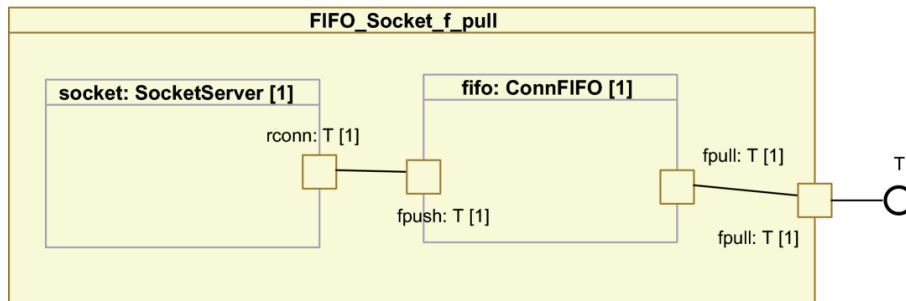 FIFO_Socket_f_pull
socket: SocketServer [1]
fifo: ConnFIFO [1]
rconn: T [1]
fpull: T [1]
T
fpush: T [1]
fpull: T [1]